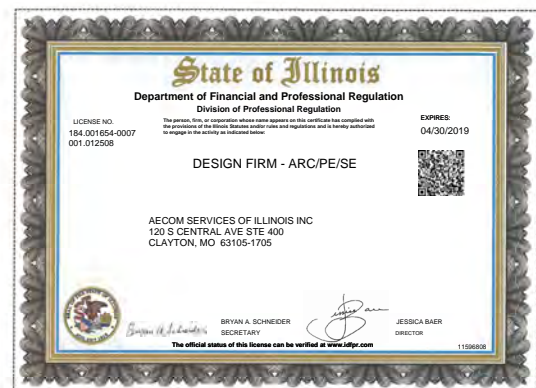 State of Illinois
Department of Financial and Professional Regulation
Division of Professional Regulation
LICENSE NO.
184.001654-0007
001.012508
The person, firm, or corporation whose name appears on this certificate has complied with
the provisions of the Illinois Statutes and/or rules and regulations and is hereby authorized
to engage in the activity as indicated below:
EXPIRES:
04/30/2019
DESIGN FIRM - ARC/PE/SE
AECOM SERVICES OF ILLINOIS INC
120 S CENTRAL AVE STE 400
CLAYTON, MO 63105-1705
Bryan A. Schneider
BRYAN A. SCHNEIDER
SECRETARY
JESSICA BAER
DIRECTOR
The official status of this license can be verified at www.idfpr.com
11596808